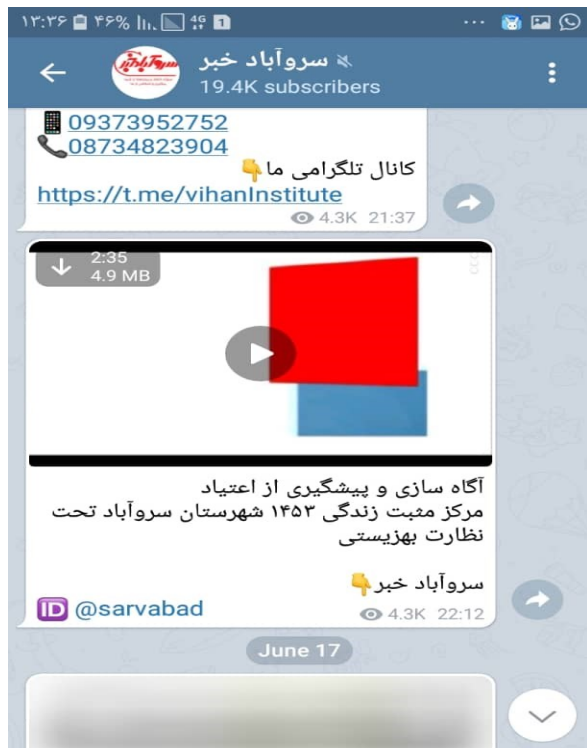 ۱۳:۳۶ ۴۶% 4G 1
سروآباد خبر
19.4K subscribers
09373952752
08734823904
کانال تلگرامی ما👇
https://t.me/vihanInstitute
4.3K 21:37
2:35
4.9 MB
آگاه سازی و پیشگیری از اعتیاد
مرکز مثبت زندگی ۱۴۵۳ شهرستان سروآباد تحت
نظارت بهزیستی
سروآباد خبر👇
🆔 @sarvabad
4.3K 22:12
June 17